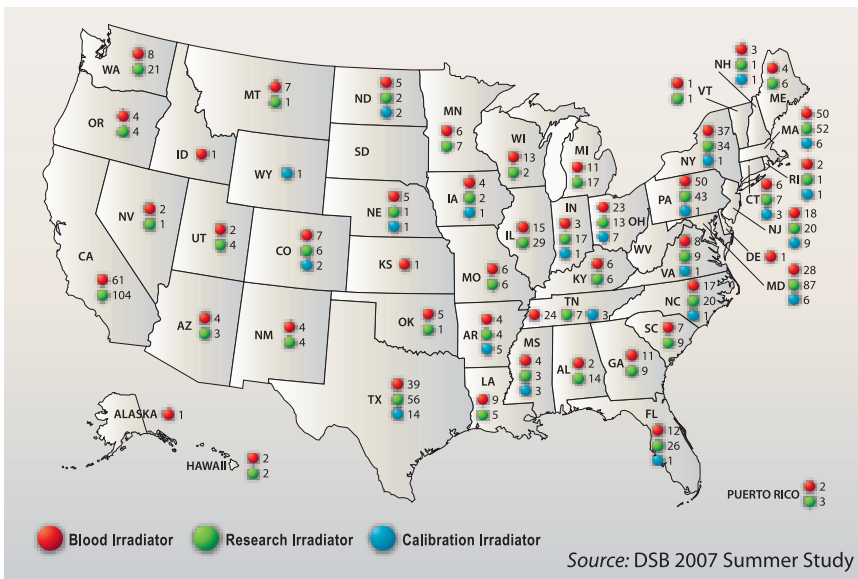 WA 8
21
OR 4
4
CA 61
104
NV 2
1
ID 1
MT 7
1
WY 1
UT 2
4
AZ 4
3
CO 7
6
2
NM 4
4
ND 5
2
2
SD
NE 5
1
1
KS 1
OK 5
1
TX 39
56
14
MN
6
7
IA 4
2
1
MO 6
6
AR 4
4
5
LA
9
5
WI
13
2
IL 15
29
MI
11
17
IN
3
17
1
OH 23
13
7
KY 6
6
TN
24 7 3
MS
4
3
3
AL 2
14
GA 11
9
FL
12
26
1
SC 7
9
NC 17
20
1
VA 8
9
1
WV
PA 50
43
1
NY 37
34
1
VT 1
1
NH 3
1
1
ME 4
6
MA 50
52
6
RI 2
1
1
CT 6
7
3
NJ 18
20
9
DE 1
MD 28
87
6
ALASKA 1
HAWAII 2
2
PUERTO RICO 2
3
Blood Irradiator Research Irradiator Calibration Irradiator
Source: DSB 2007 Summer Study